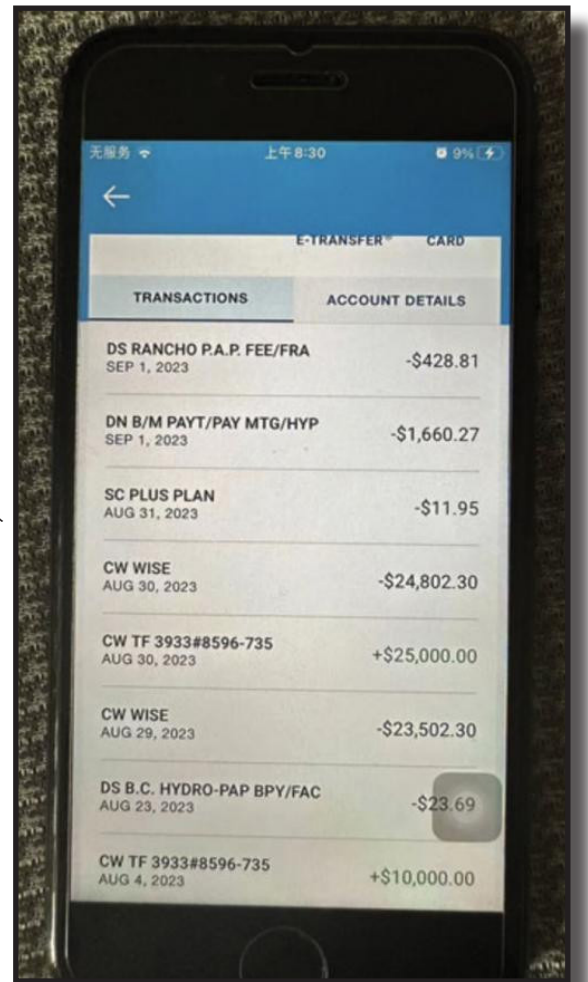 无服务 上午8:30 9%
E-TRANSFER® CARD
TRANSACTIONS ACCOUNT DETAILS
DS RANCHO P.A.P. FEE/FRA
SEP 1, 2023
-$428.81
DN B/M PAYT/PAY MTG/HYP
SEP 1, 2023
-$1,660.27
SC PLUS PLAN
AUG 31, 2023
-$11.95
CW WISE
AUG 30, 2023
-$24,802.30
CW TF 3933#8596-735
AUG 30, 2023
+$25,000.00
CW WISE
AUG 29, 2023
-$23,502.30
DS B.C. HYDRO-PAP BPY/FAC
AUG 23, 2023
-$23.69
CW TF 3933#8596-735
AUG 4, 2023
+$10,000.00